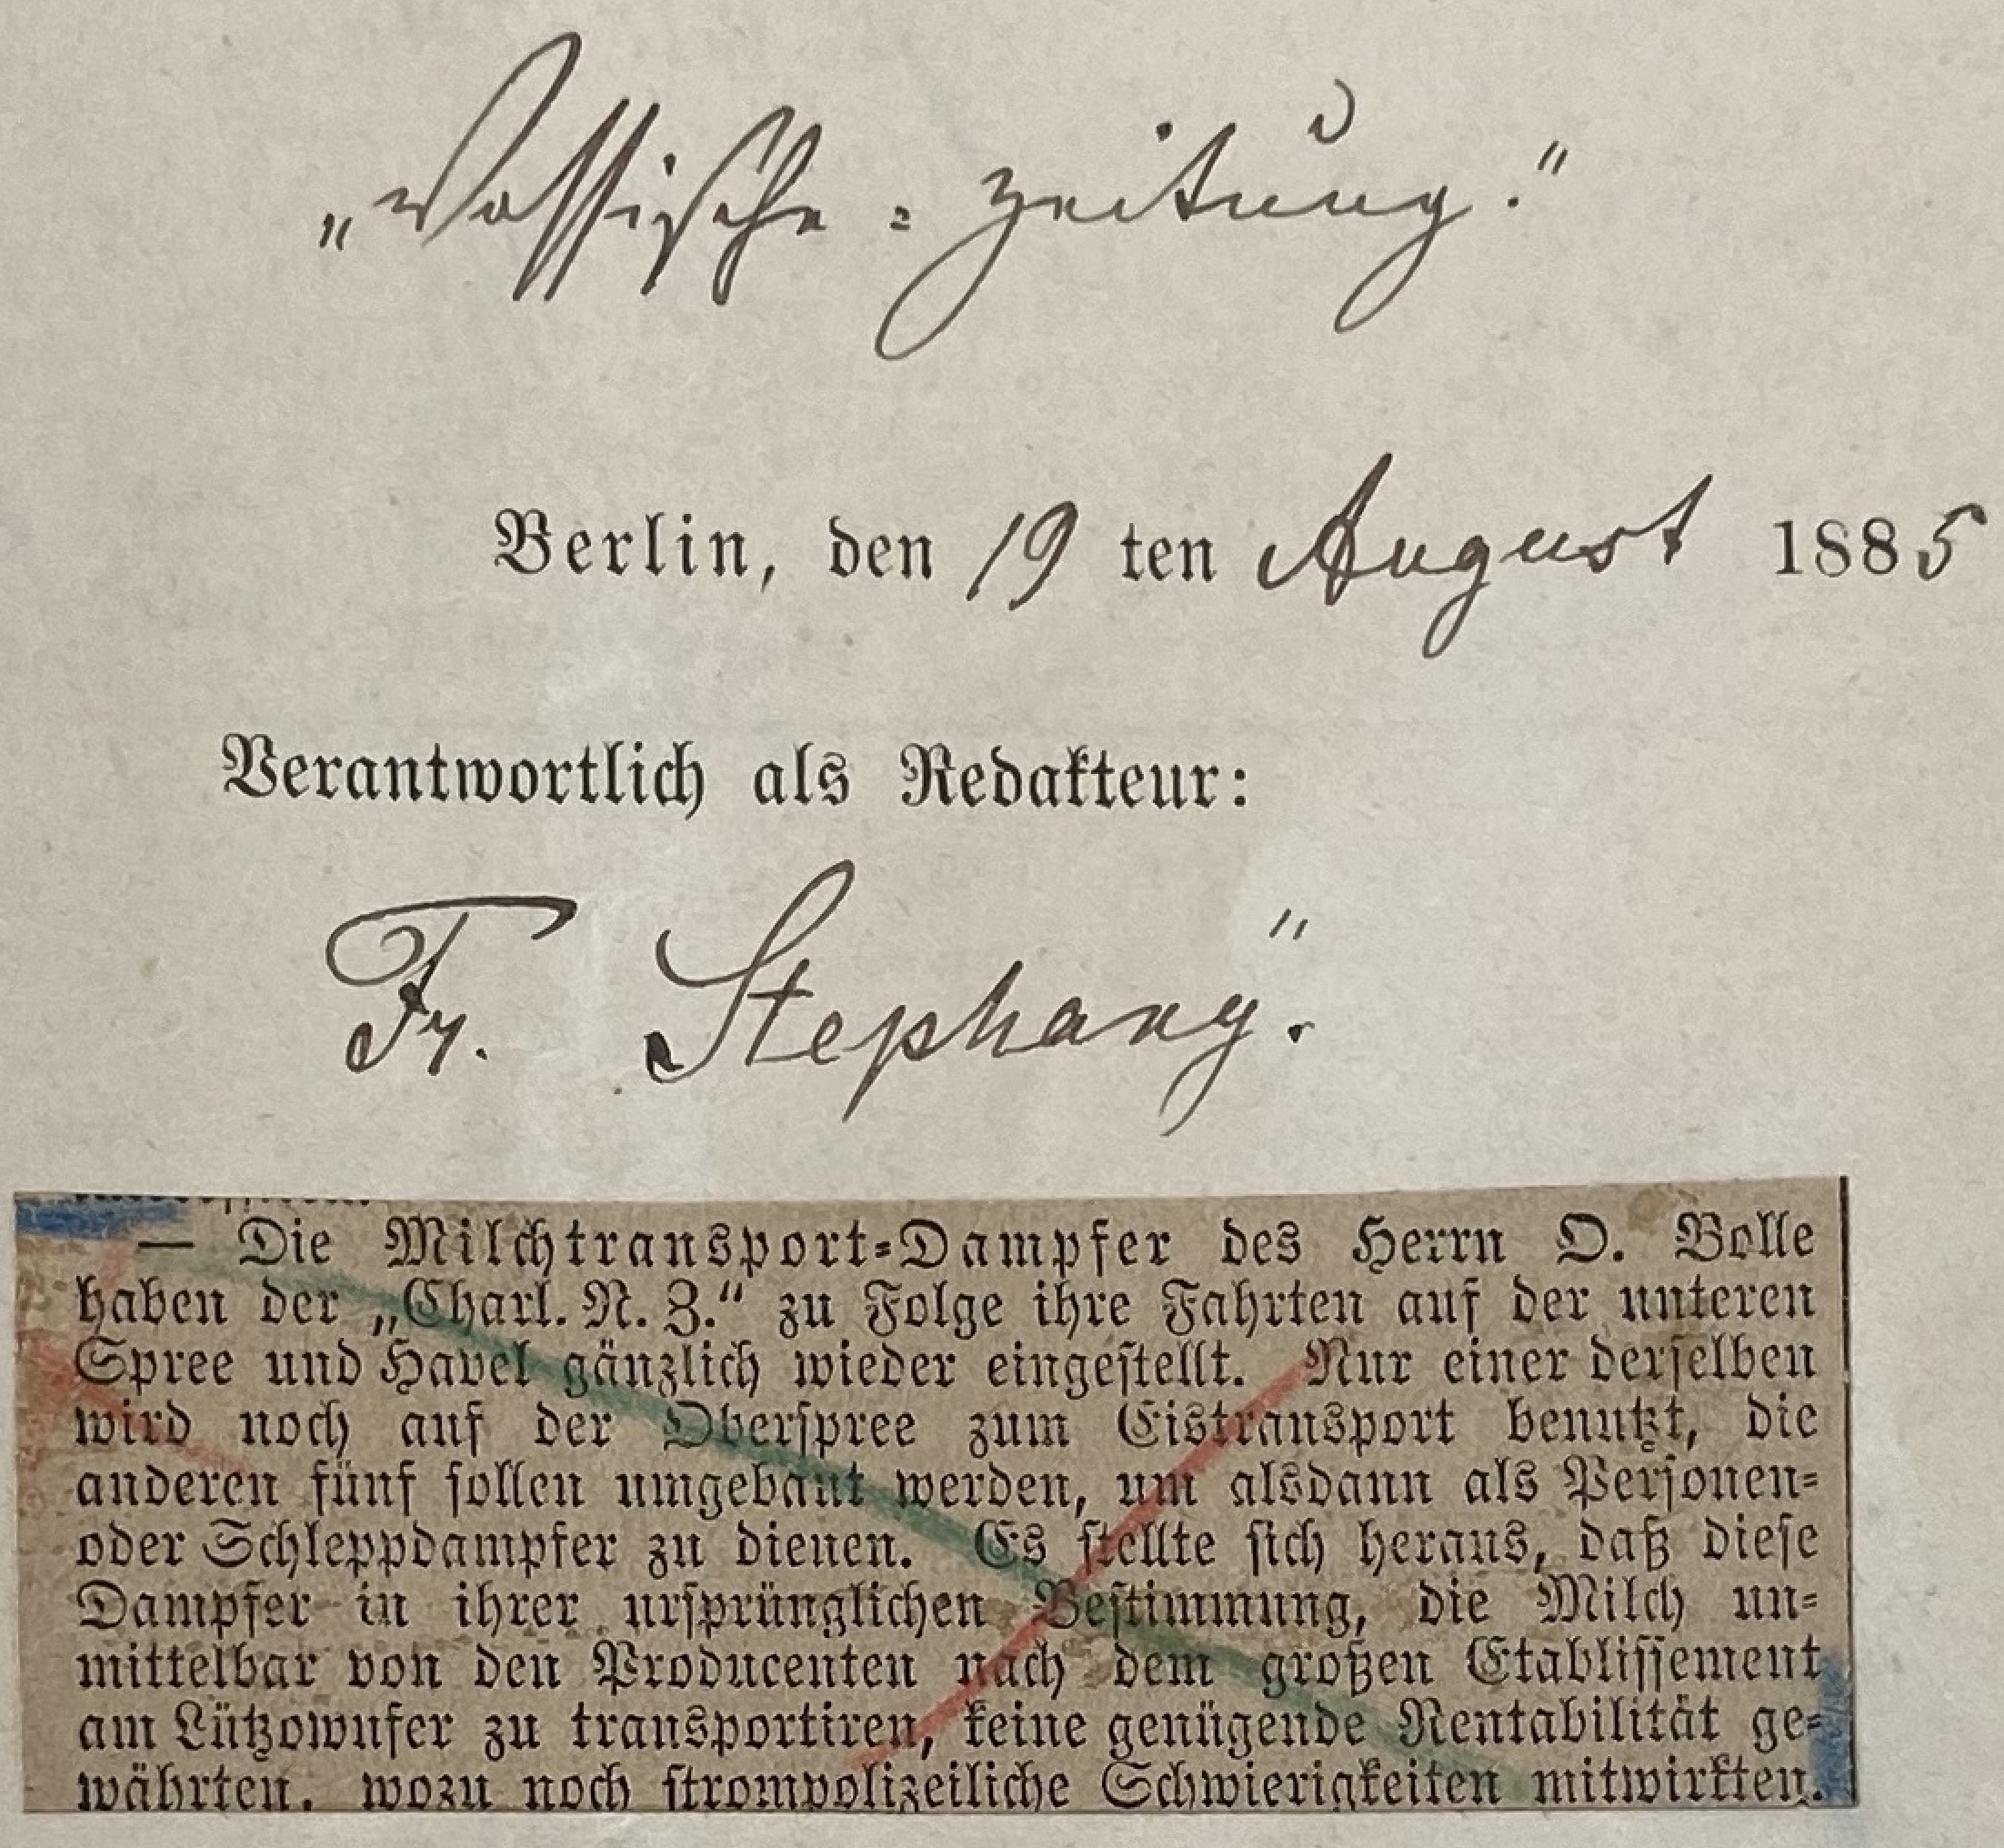 „Vossische = Zeitung."
Berlin, den 19 ten August 1885
Verantwortlich als Redakteur:
Fr. Stephany".
— Die Milchtransport=Dampfer des Herrn O. Bolle
haben der „Charl. N. Z.“ zu Folge ihre Fahrten auf der unteren
Spree und Havel gänzlich wieder eingeſtellt. Nur einer derſelben
wird noch auf der Oberſpree zum Eistransport benutzt, die
anderen fünf ſollen umgebaut werden, um alsdann als Perſonen=
oder Schleppdampfer zu dienen. Es ſtellte ſich heraus, daß dieſe
Dampfer in ihrer urſprünglichen Beſtimmung, die Milch un=
mittelbar von den Producenten nach dem großen Etabliſſement
am Lützowufer zu transportiren, keine genügende Rentabilität ge=
währten, wozu noch ſtrompolizeiliche Schwierigkeiten mitwirkten.